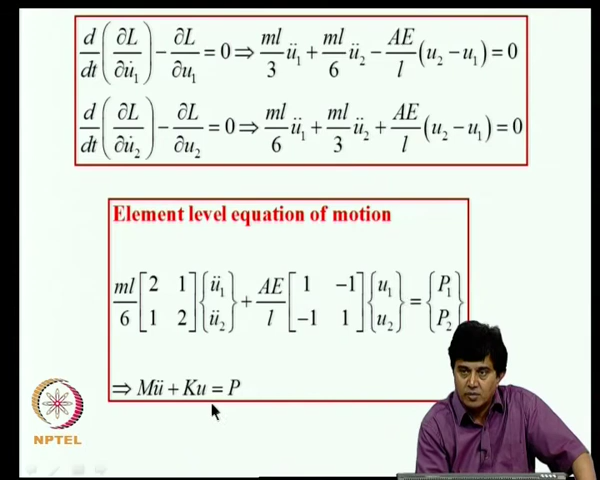 d/dt (∂L/∂u̇₁) − ∂L/∂u₁ = 0 ⇒ ml/3 ü₁ + ml/6 ü₂ − AE/l (u₂ − u₁) = 0
d/dt (∂L/∂u̇₂) − ∂L/∂u₂ = 0 ⇒ ml/6 ü₁ + ml/3 ü₂ + AE/l (u₂ − u₁) = 0
Element level equation of motion
ml/6 [2 1; 1 2] {ü₁; ü₂} + AE/l [1 −1; −1 1] {u₁; u₂} = {P₁; P₂}
⇒ Mü + Ku = P
NPTEL